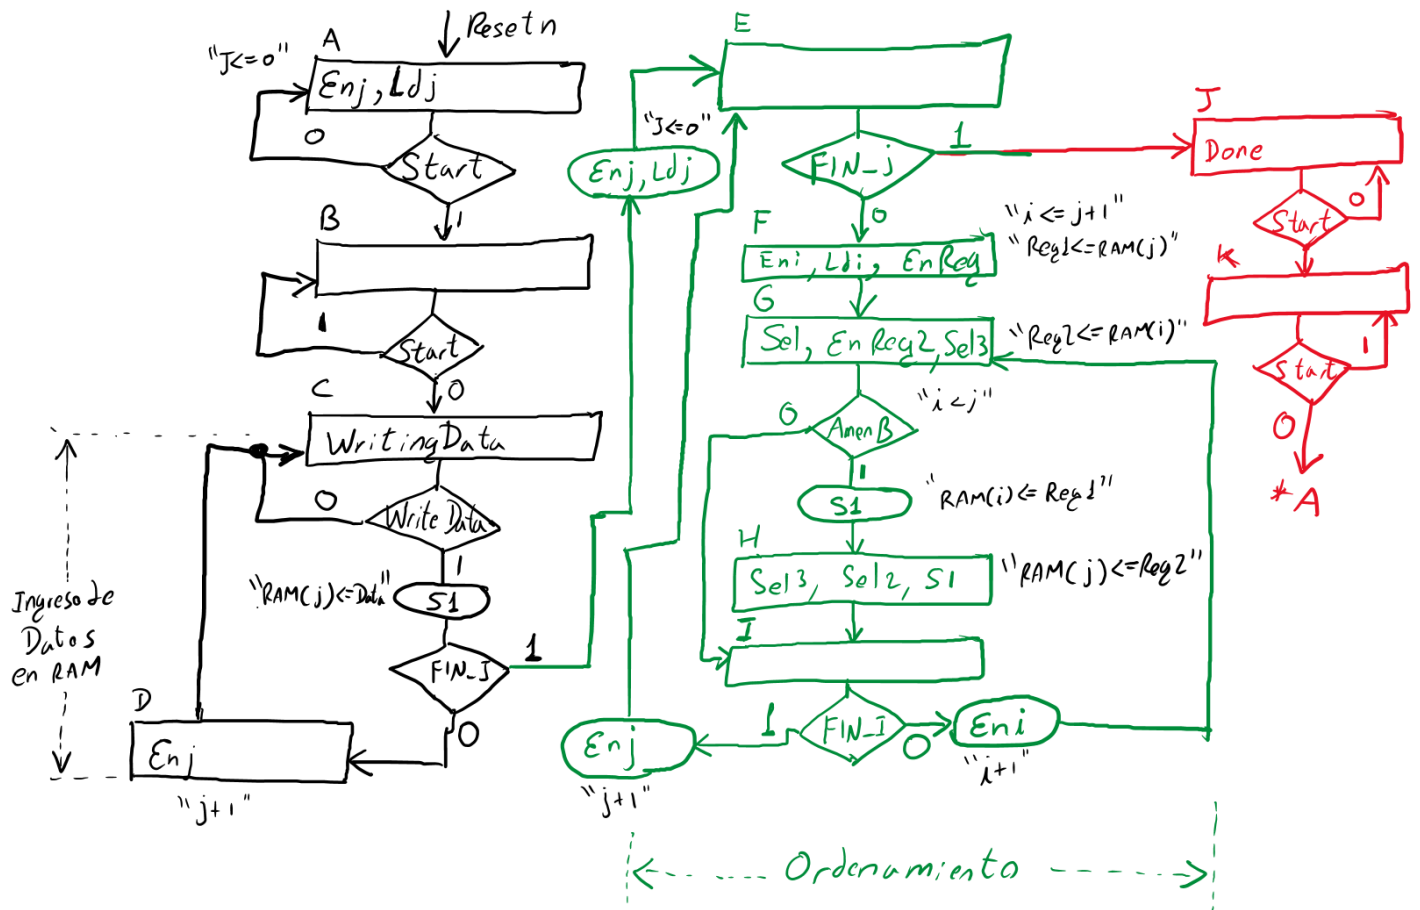 Resetn
A
"J<=0"
Enj, Ldj
0
Start
1
B
1
Start
0
C
WritingData
0
Write Data
1
"RAM(j)<=Data"
S1
FIN_J
1
0
Ingreso de
Datos
en RAM
D
Enj
"j+1"
E
"J<=0"
Enj, Ldj
FIN_j
1
0
F
"i<=j+1"
"Reg1<=RAM(j)"
Eni, Ldi, EnReg
G
Sel, EnReg2, Sel3
"Reg2<=RAM(i)"
"i<j"
0
AmenB
1
S1
"RAM(i)<=Reg1"
H
Sel3, Sel2, S1
"RAM(j)<=Reg2"
I
FIN_I
1
0
Enj
"j+1"
Eni
"i+1"
Ordenamiento
J
Done
0
Start
K
1
Start
0
*A